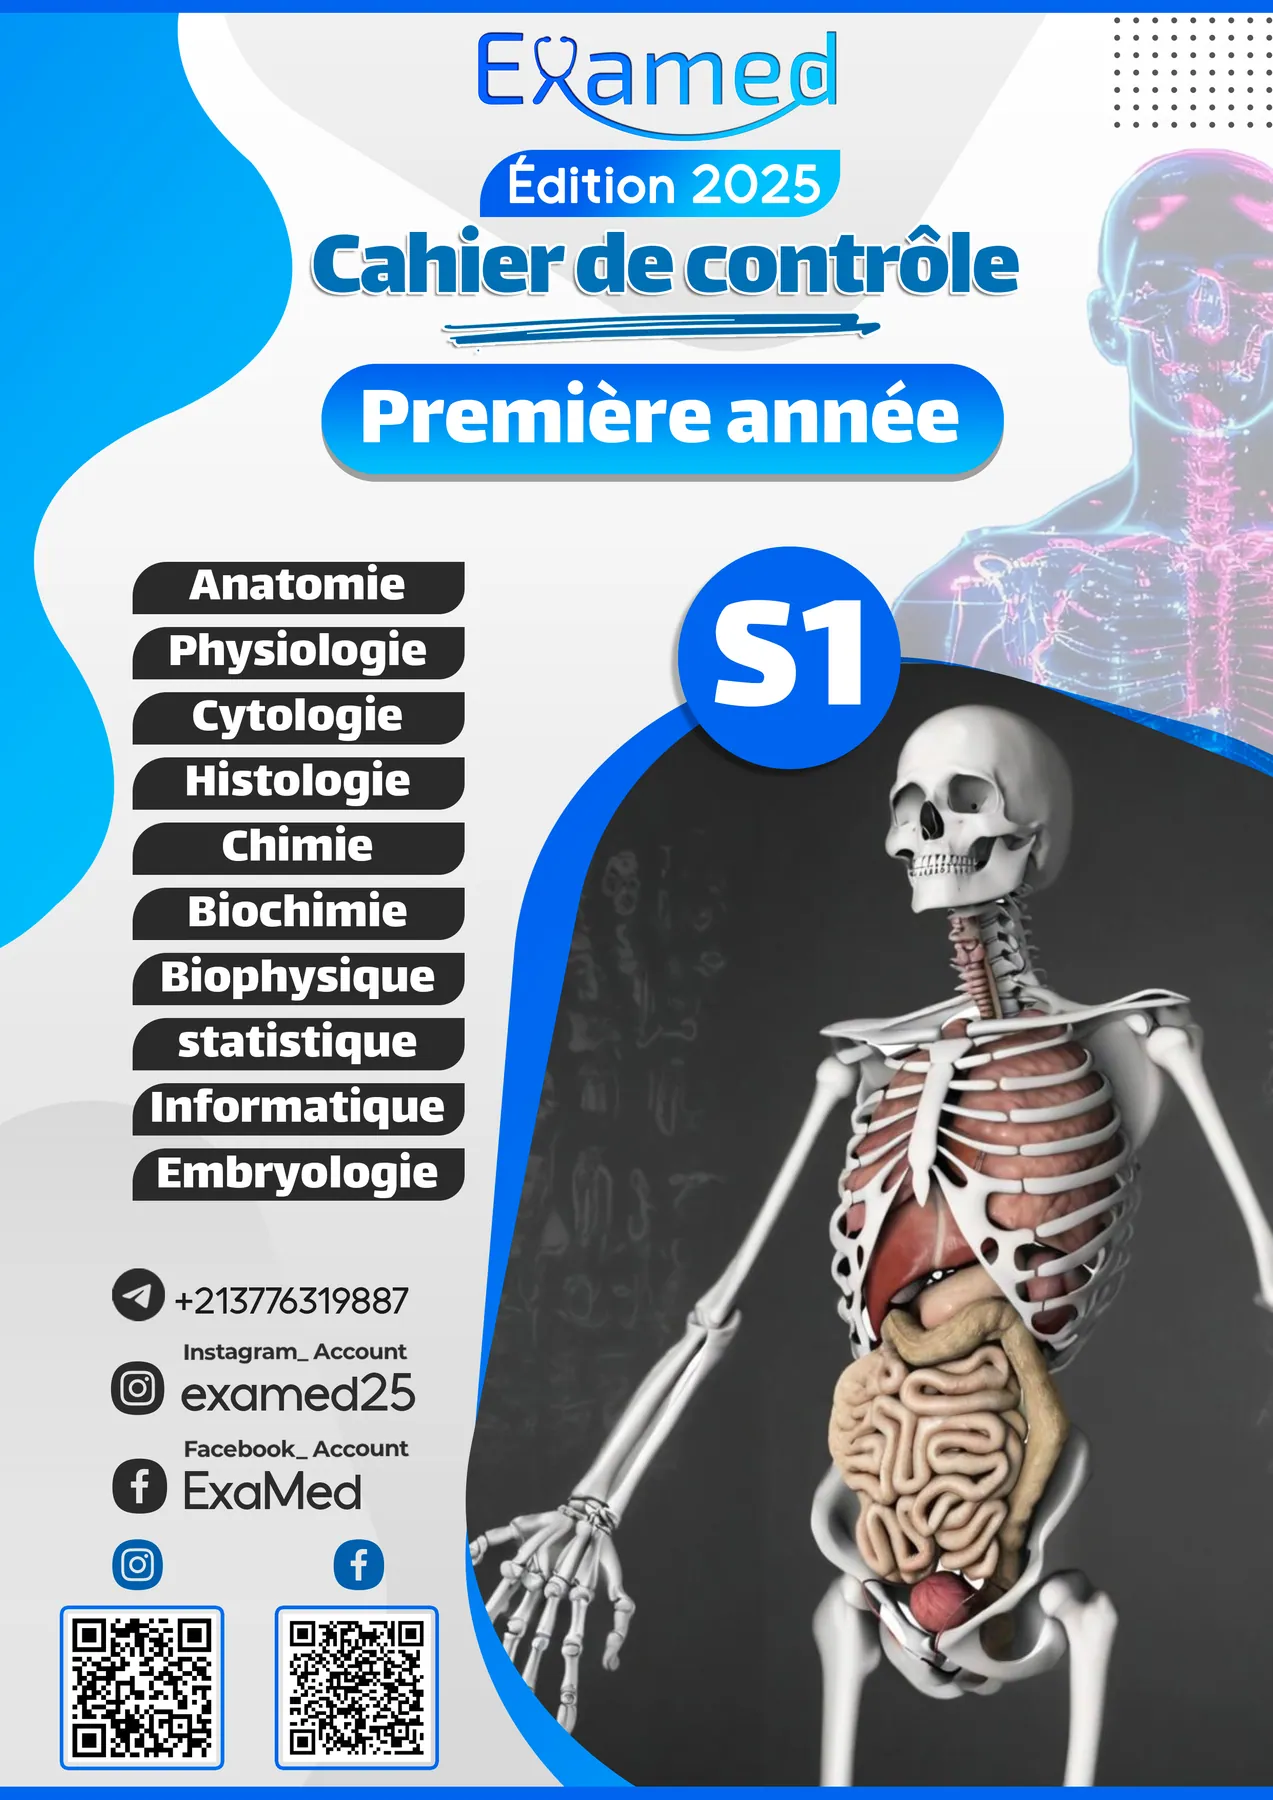 Examed
Édition 2025
Cahier de contrôle
Première année
S1
Anatomie
Physiologie
Cytologie
Histologie
Chimie
Biochimie
Biophysique
statistique
Informatique
Embryologie
+213776319887
Instagram_ Account
examed25
Facebook_ Account
ExaMed